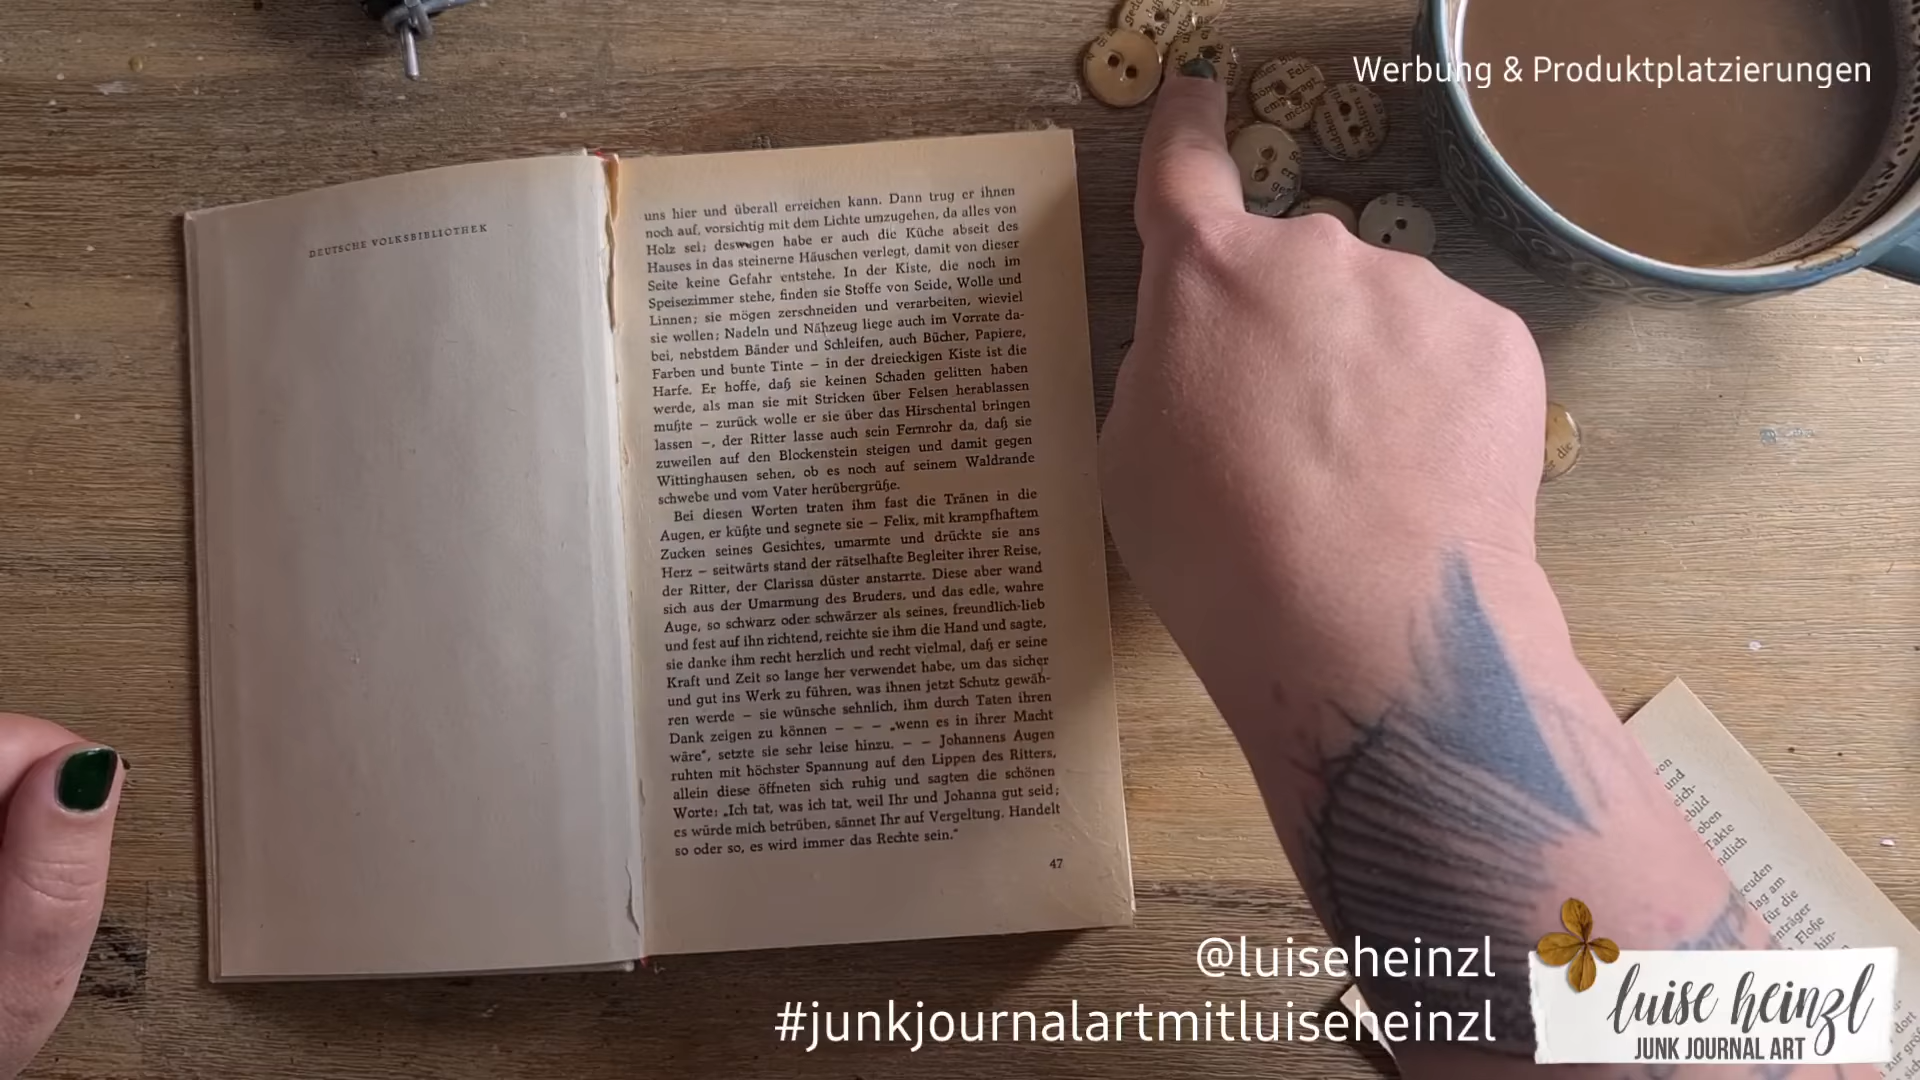 Werbung & Produktplatzierungen
DEUTSCHE VOLKSBIBLIOTHEK
uns hier und überall erreichen kann. Dann trug er ihnen
noch auf, vorsichtig mit dem Lichte umzugehen, da alles von
Holz sei; deswegen habe er auch die Küche abseit des
Hauses in das steinerne Häuschen verlegt, damit von dieser
Seite keine Gefahr entstehe. In der Kiste, die noch im
Speisezimmer stehe, finden sie Stoffe von Seide, Wolle und
Linnen; sie mögen zerschneiden und verarbeiten, wieviel
sie wollen; Nadeln und Nähzeug liege auch im Vorrate da-
bei, nebstdem Bänder und Schleifen, auch Bücher, Papiere,
Farben und bunte Tinte – in der dreieckigen Kiste ist die
Harfe. Er hoffe, daß sie keinen Schaden gelitten haben
werde, als man sie mit Stricken über Felsen herablassen
mußte – zurück wolle er sie über das Hirschental bringen
lassen –, der Ritter lasse auch sein Fernrohr da, daß sie
zuweilen auf den Blockenstein steigen und damit gegen
Wittinghausen sehen, ob es noch auf seinem Waldrande
schwebe und vom Vater herübergrüße.
Bei diesen Worten traten ihm fast die Tränen in die
Augen, er küßte und segnete sie – Felix, mit krampfhaftem
Zucken seines Gesichtes, umarmte und drückte sie ans
Herz – seitwärts stand der rätselhafte Begleiter ihrer Reise,
der Ritter, der Clarissa düster anstarrte. Diese aber wand
sich aus der Umarmung des Bruders, und das edle, wahre
Auge, so schwarz oder schwärzer als seines, freundlich-lieb
und fest auf ihn richtend, reichte sie ihm die Hand und sagte,
sie danke ihm recht herzlich und recht vielmal, daß er seine
Kraft und Zeit so lange her verwendet habe, um das sicher
und gut ins Werk zu führen, was ihnen jetzt Schutz gewäh-
ren werde – sie wünsche sehnlich, ihm durch Taten ihren
Dank zeigen zu können – – – „wenn es in ihrer Macht
wäre“, setzte sie sehr leise hinzu. – – Johannens Augen
ruhten mit höchster Spannung auf den Lippen des Ritters,
allein diese öffneten sich ruhig und sagten die schönen
Worte: „Ich tat, was ich tat, weil Ihr und Johanna gut seid;
es würde mich betrüben, sännet Ihr auf Vergeltung. Handelt
so oder so, es wird immer das Rechte sein.“
47
von
und
eich-
ebild
oben
Takte
ndlich
reuden
lag am
für die
enträger
Floße
hin-
@luiseheinzl
#junkjournalartmitluiseheinzl
luise heinzl
JUNK JOURNAL ART